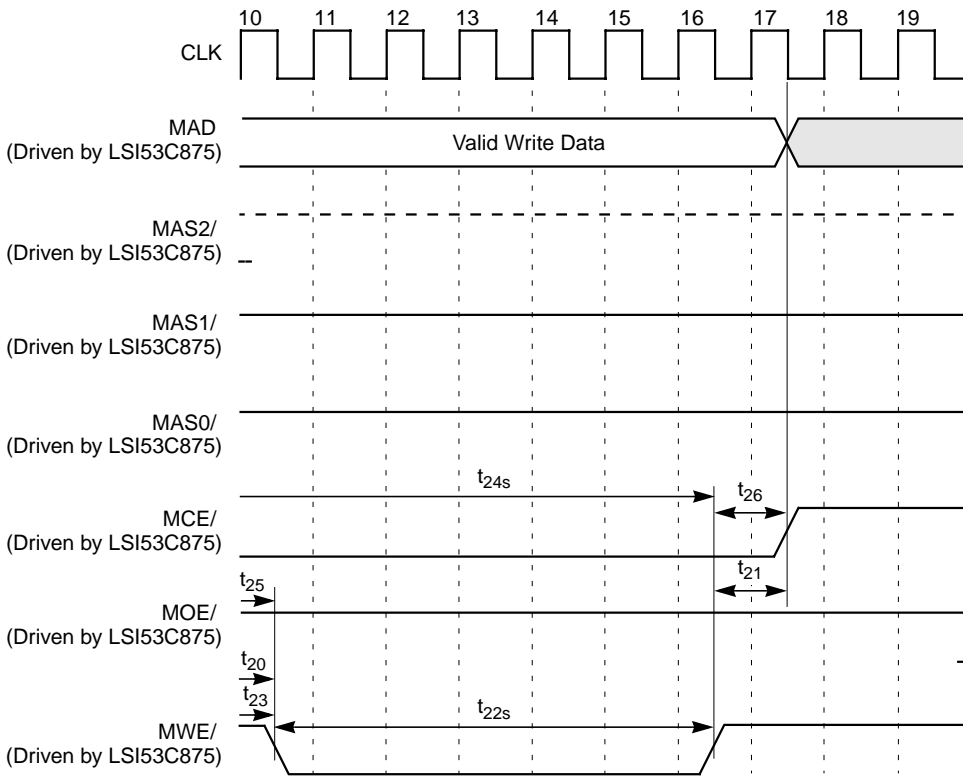 10 11 12 13 14 15 16 17 18 19
CLK
MAD
(Driven by LSI53C875)
Valid Write Data
MAS2/
(Driven by LSI53C875)
MAS1/
(Driven by LSI53C875)
MAS0/
(Driven by LSI53C875)
t24s
t26
MCE/
(Driven by LSI53C875)
t25
t21
MOE/
(Driven by LSI53C875)
t20
t23
t22s
MWE/
(Driven by LSI53C875)